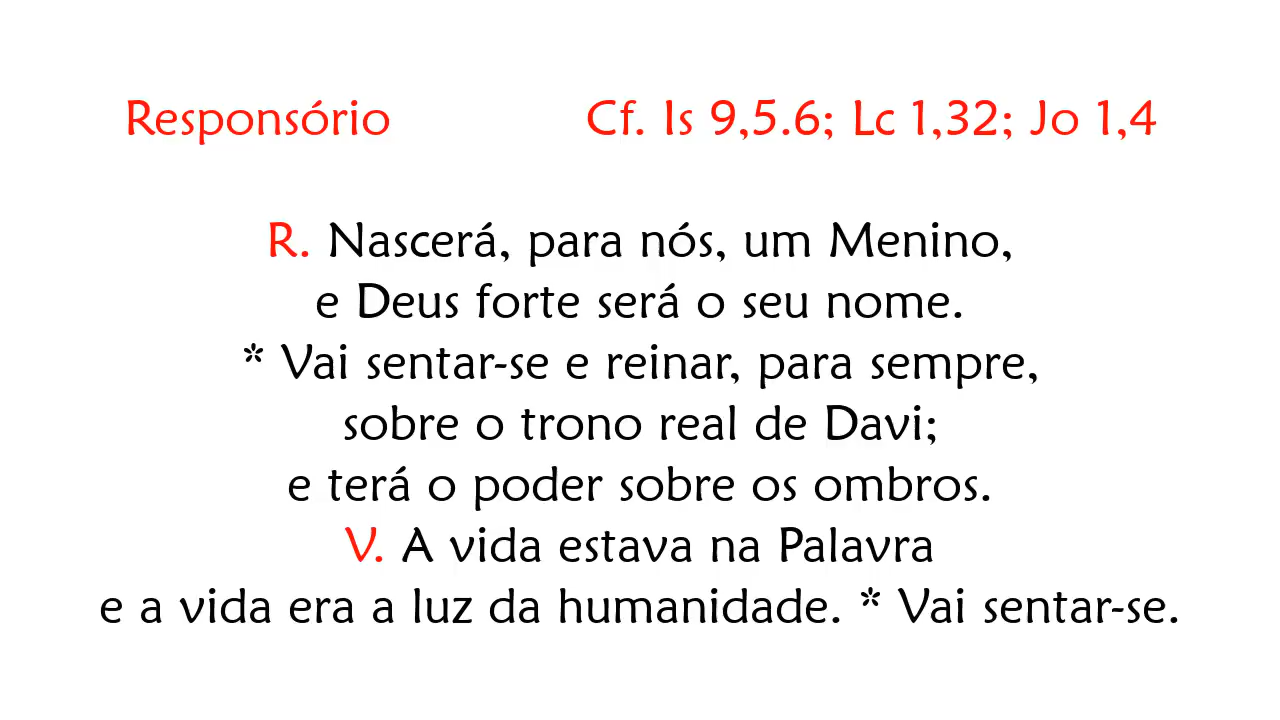 Responsório Cf. Is 9,5.6; Lc 1,32; Jo 1,4
R. Nascerá, para nós, um Menino,
e Deus forte será o seu nome.
* Vai sentar-se e reinar, para sempre,
sobre o trono real de Davi;
e terá o poder sobre os ombros.
V. A vida estava na Palavra
e a vida era a luz da humanidade. * Vai sentar-se.